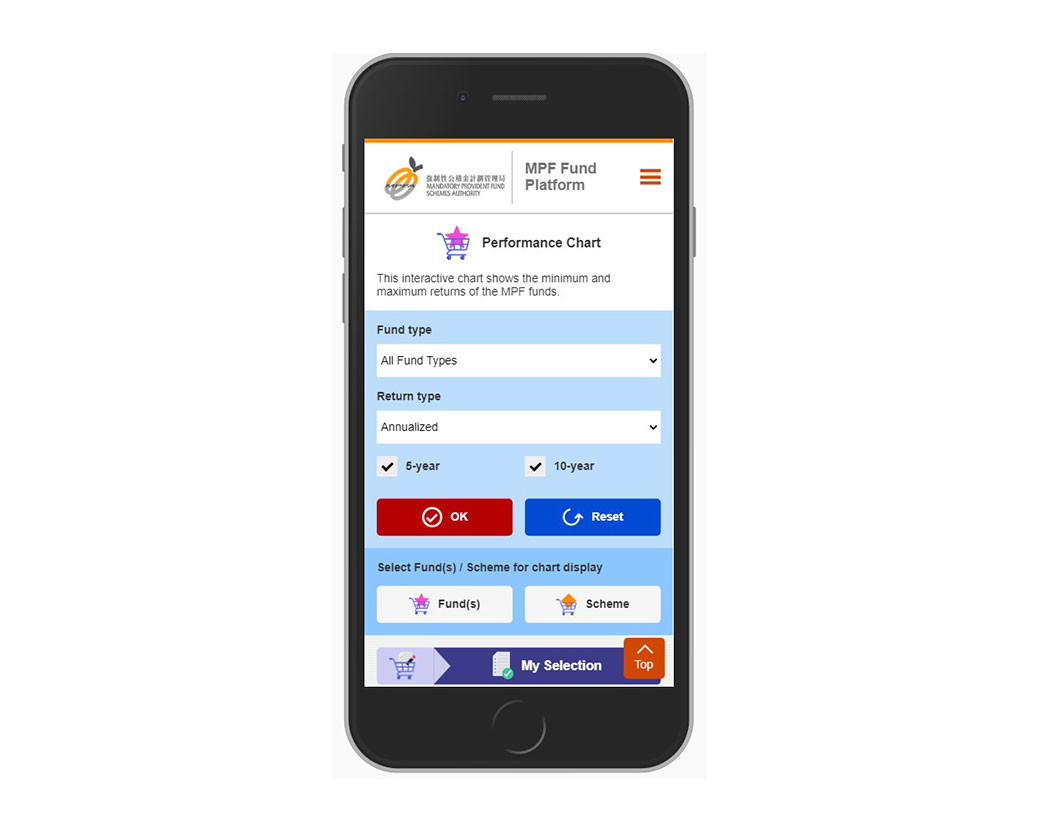 強制性公積金計劃管理局
MANDATORY PROVIDENT FUND
SCHEMES AUTHORITY
MPF Fund
Platform
Performance Chart
This interactive chart shows the minimum and
maximum returns of the MPF funds.
Fund type
All Fund Types
Return type
Annualized
5-year
10-year
OK
Reset
Select Fund(s) / Scheme for chart display
Fund(s)
Scheme
My Selection
Top